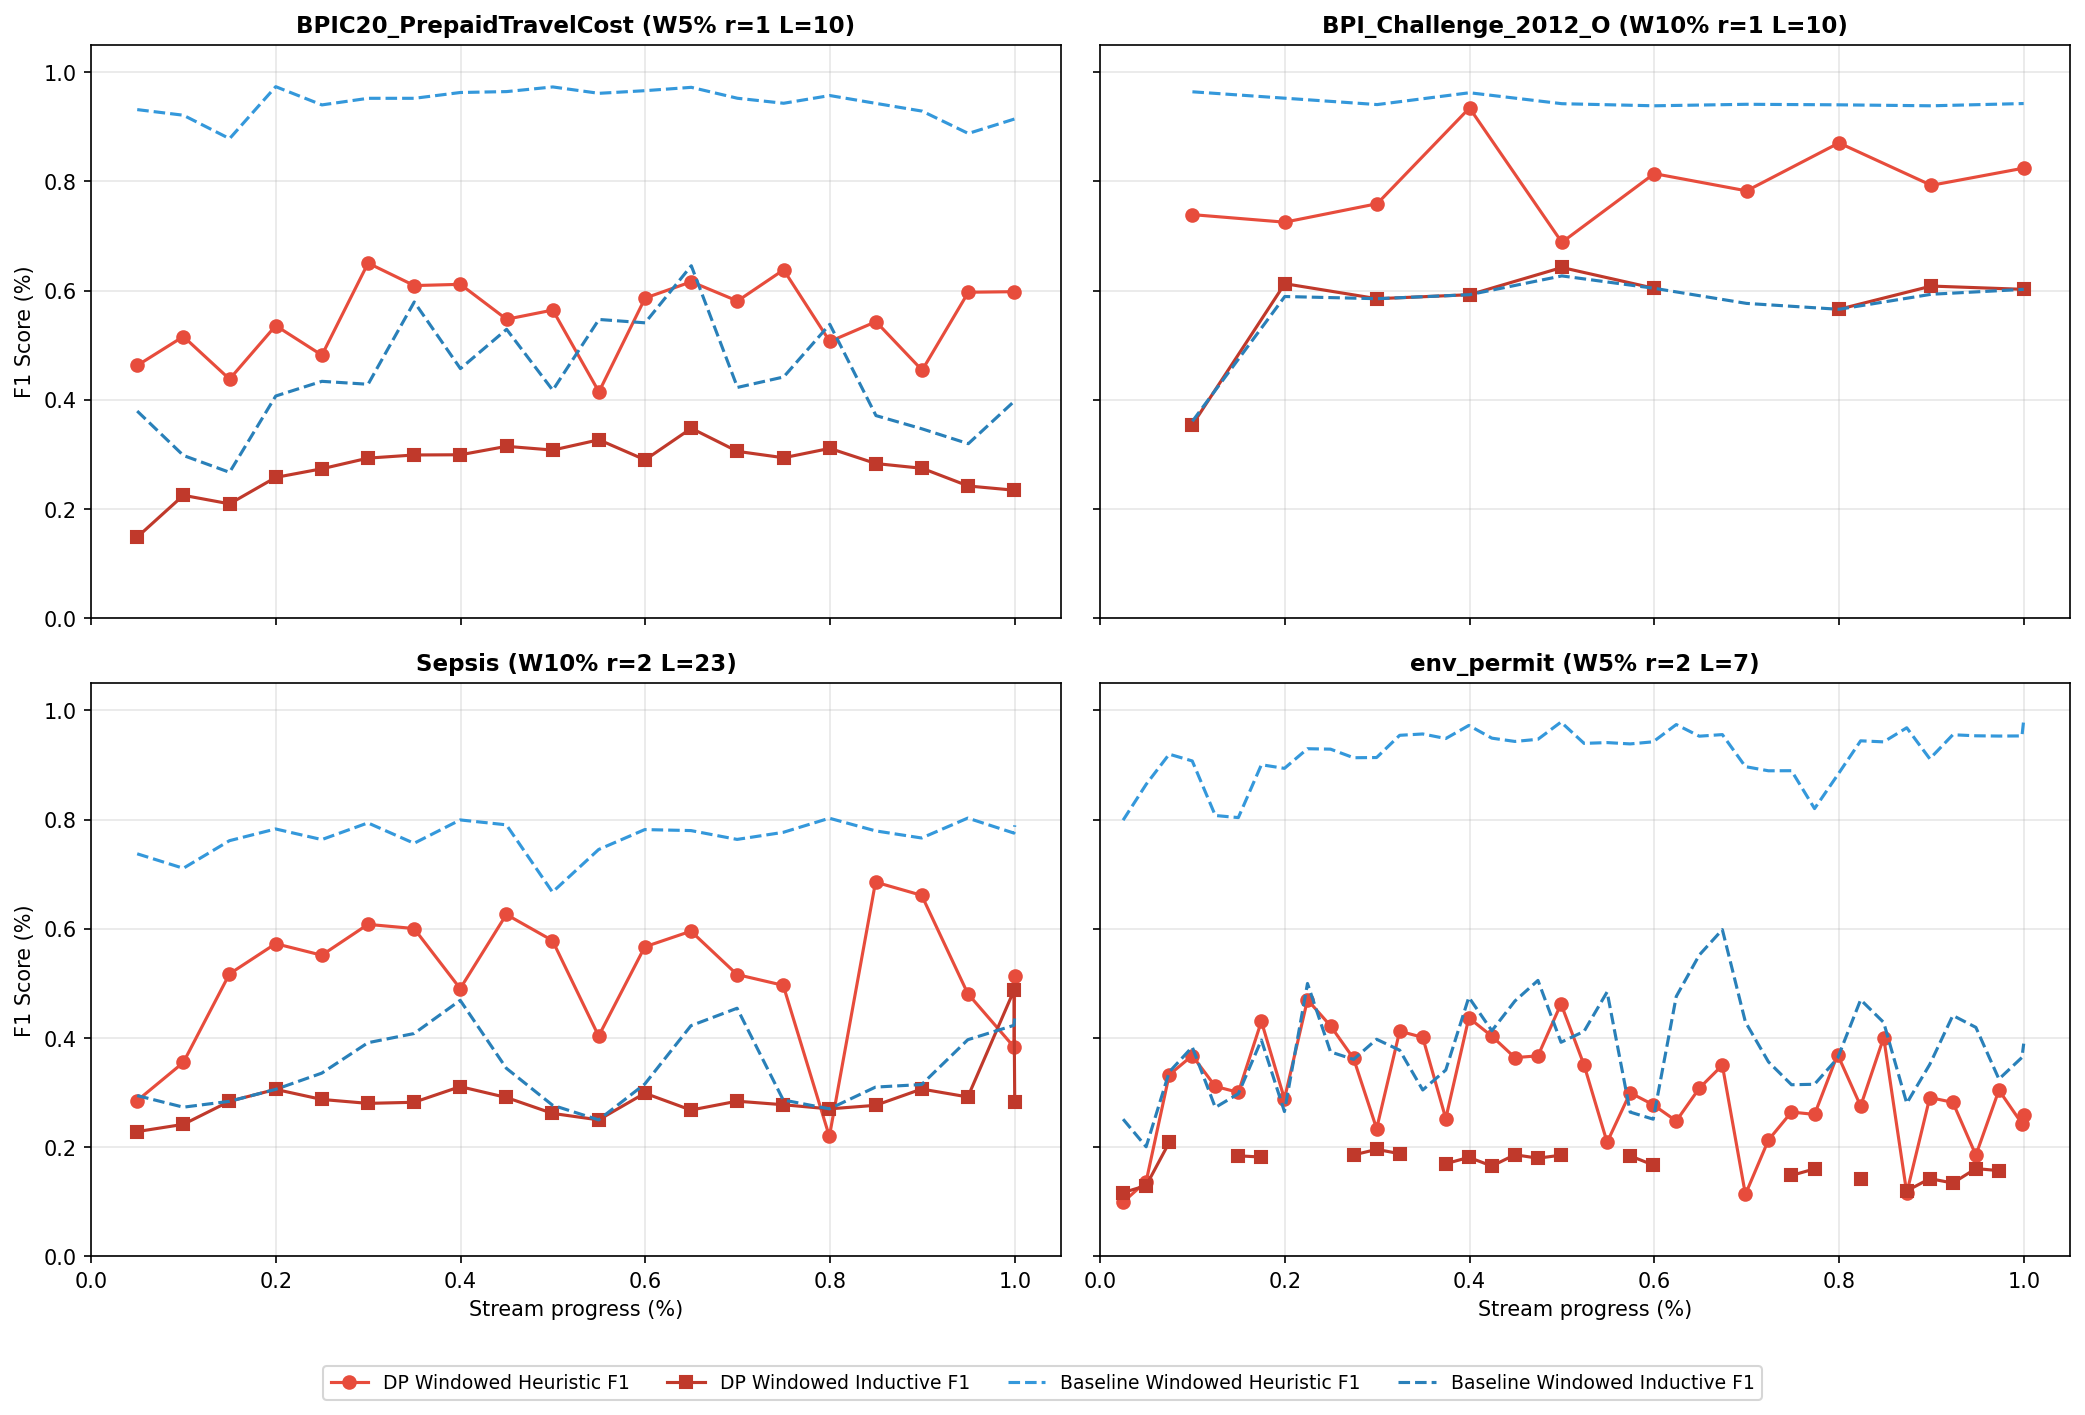 BPIC20_PrepaidTravelCost (W5% r=1 L=10)
BPI_Challenge_2012_O (W10% r=1 L=10)
F1 Score (%)
1.0
0.8
0.6
0.4
0.2
0.0
Sepsis (W10% r=2 L=23)
env_permit (W5% r=2 L=7)
F1 Score (%)
1.0
0.8
0.6
0.4
0.2
0.0
0.0 0.2 0.4 0.6 0.8 1.0
0.0 0.2 0.4 0.6 0.8 1.0
Stream progress (%)
Stream progress (%)
DP Windowed Heuristic F1 DP Windowed Inductive F1 Baseline Windowed Heuristic F1 Baseline Windowed Inductive F1